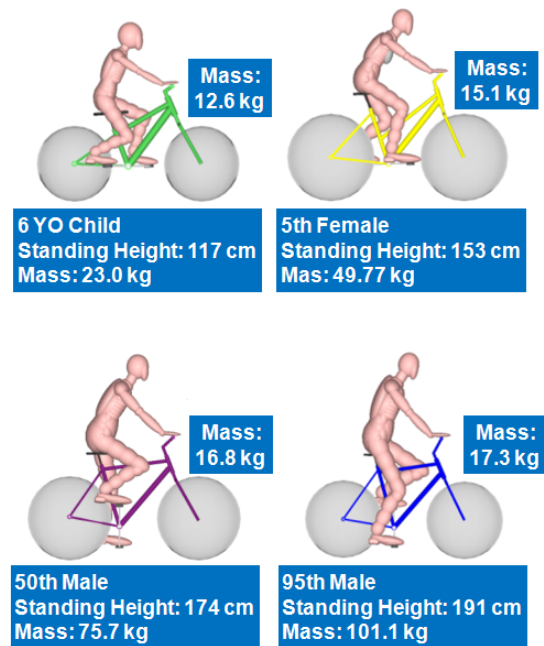 Mass:
12.6 kg
Mass:
15.1 kg
6 YO Child
Standing Height: 117 cm
Mass: 23.0 kg
5th Female
Standing Height: 153 cm
Mas: 49.77 kg
Mass:
16.8 kg
Mass:
17.3 kg
50th Male
Standing Height: 174 cm
Mass: 75.7 kg
95th Male
Standing Height: 191 cm
Mass: 101.1 kg